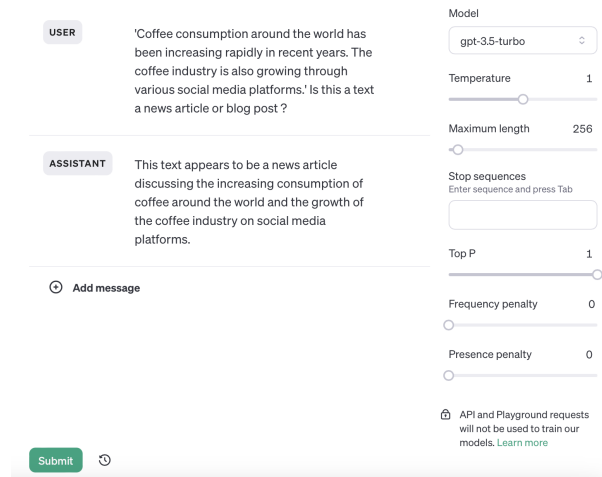 USER
'Coffee consumption around the world has
been increasing rapidly in recent years. The
coffee industry is also growing through
various social media platforms.' Is this a text
a news article or blog post ?
ASSISTANT
This text appears to be a news article
discussing the increasing consumption of
coffee around the world and the growth of
the coffee industry on social media
platforms.
Add message
Submit
Model
gpt-3.5-turbo
Temperature 1
Maximum length 256
Stop sequences
Enter sequence and press Tab
Top P 1
Frequency penalty 0
Presence penalty 0
API and Playground requests
will not be used to train our
models. Learn more